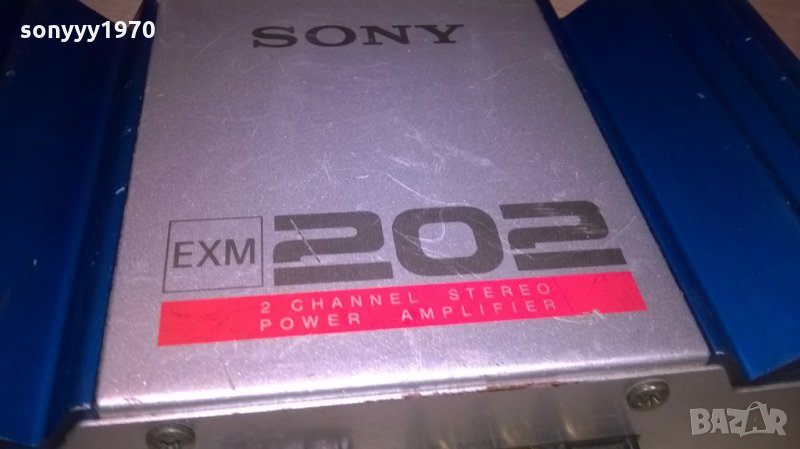 sonyyy1970
SONY
EXM 202
2 CHANNEL STEREO
POWER AMPLIFIER
BAZAR